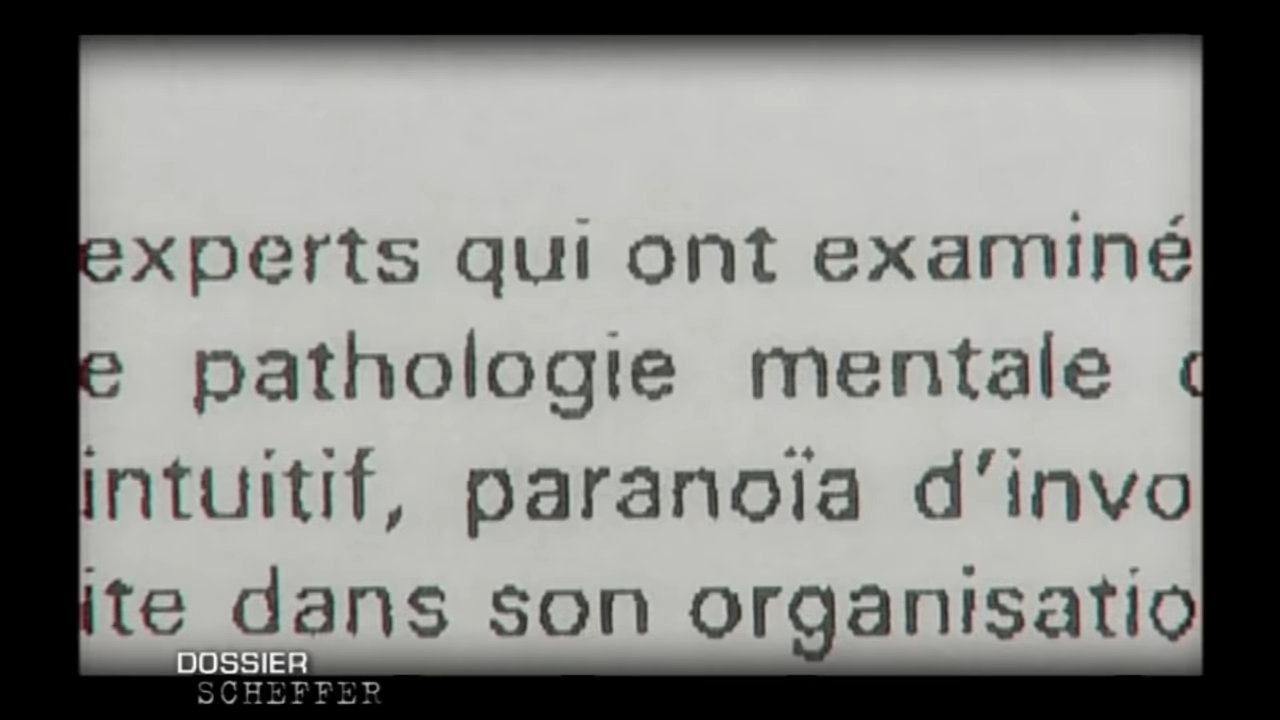 experts qui ont examiné
e pathologie mentale
intuitif, paranoïa d'invo
ite dans son organisatio
DOSSIER
SCHEFFER